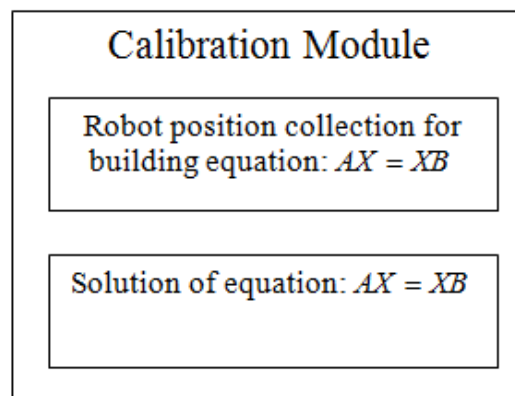 Calibration Module
Robot position collection for
building equation: AX = XB
Solution of equation: AX = XB